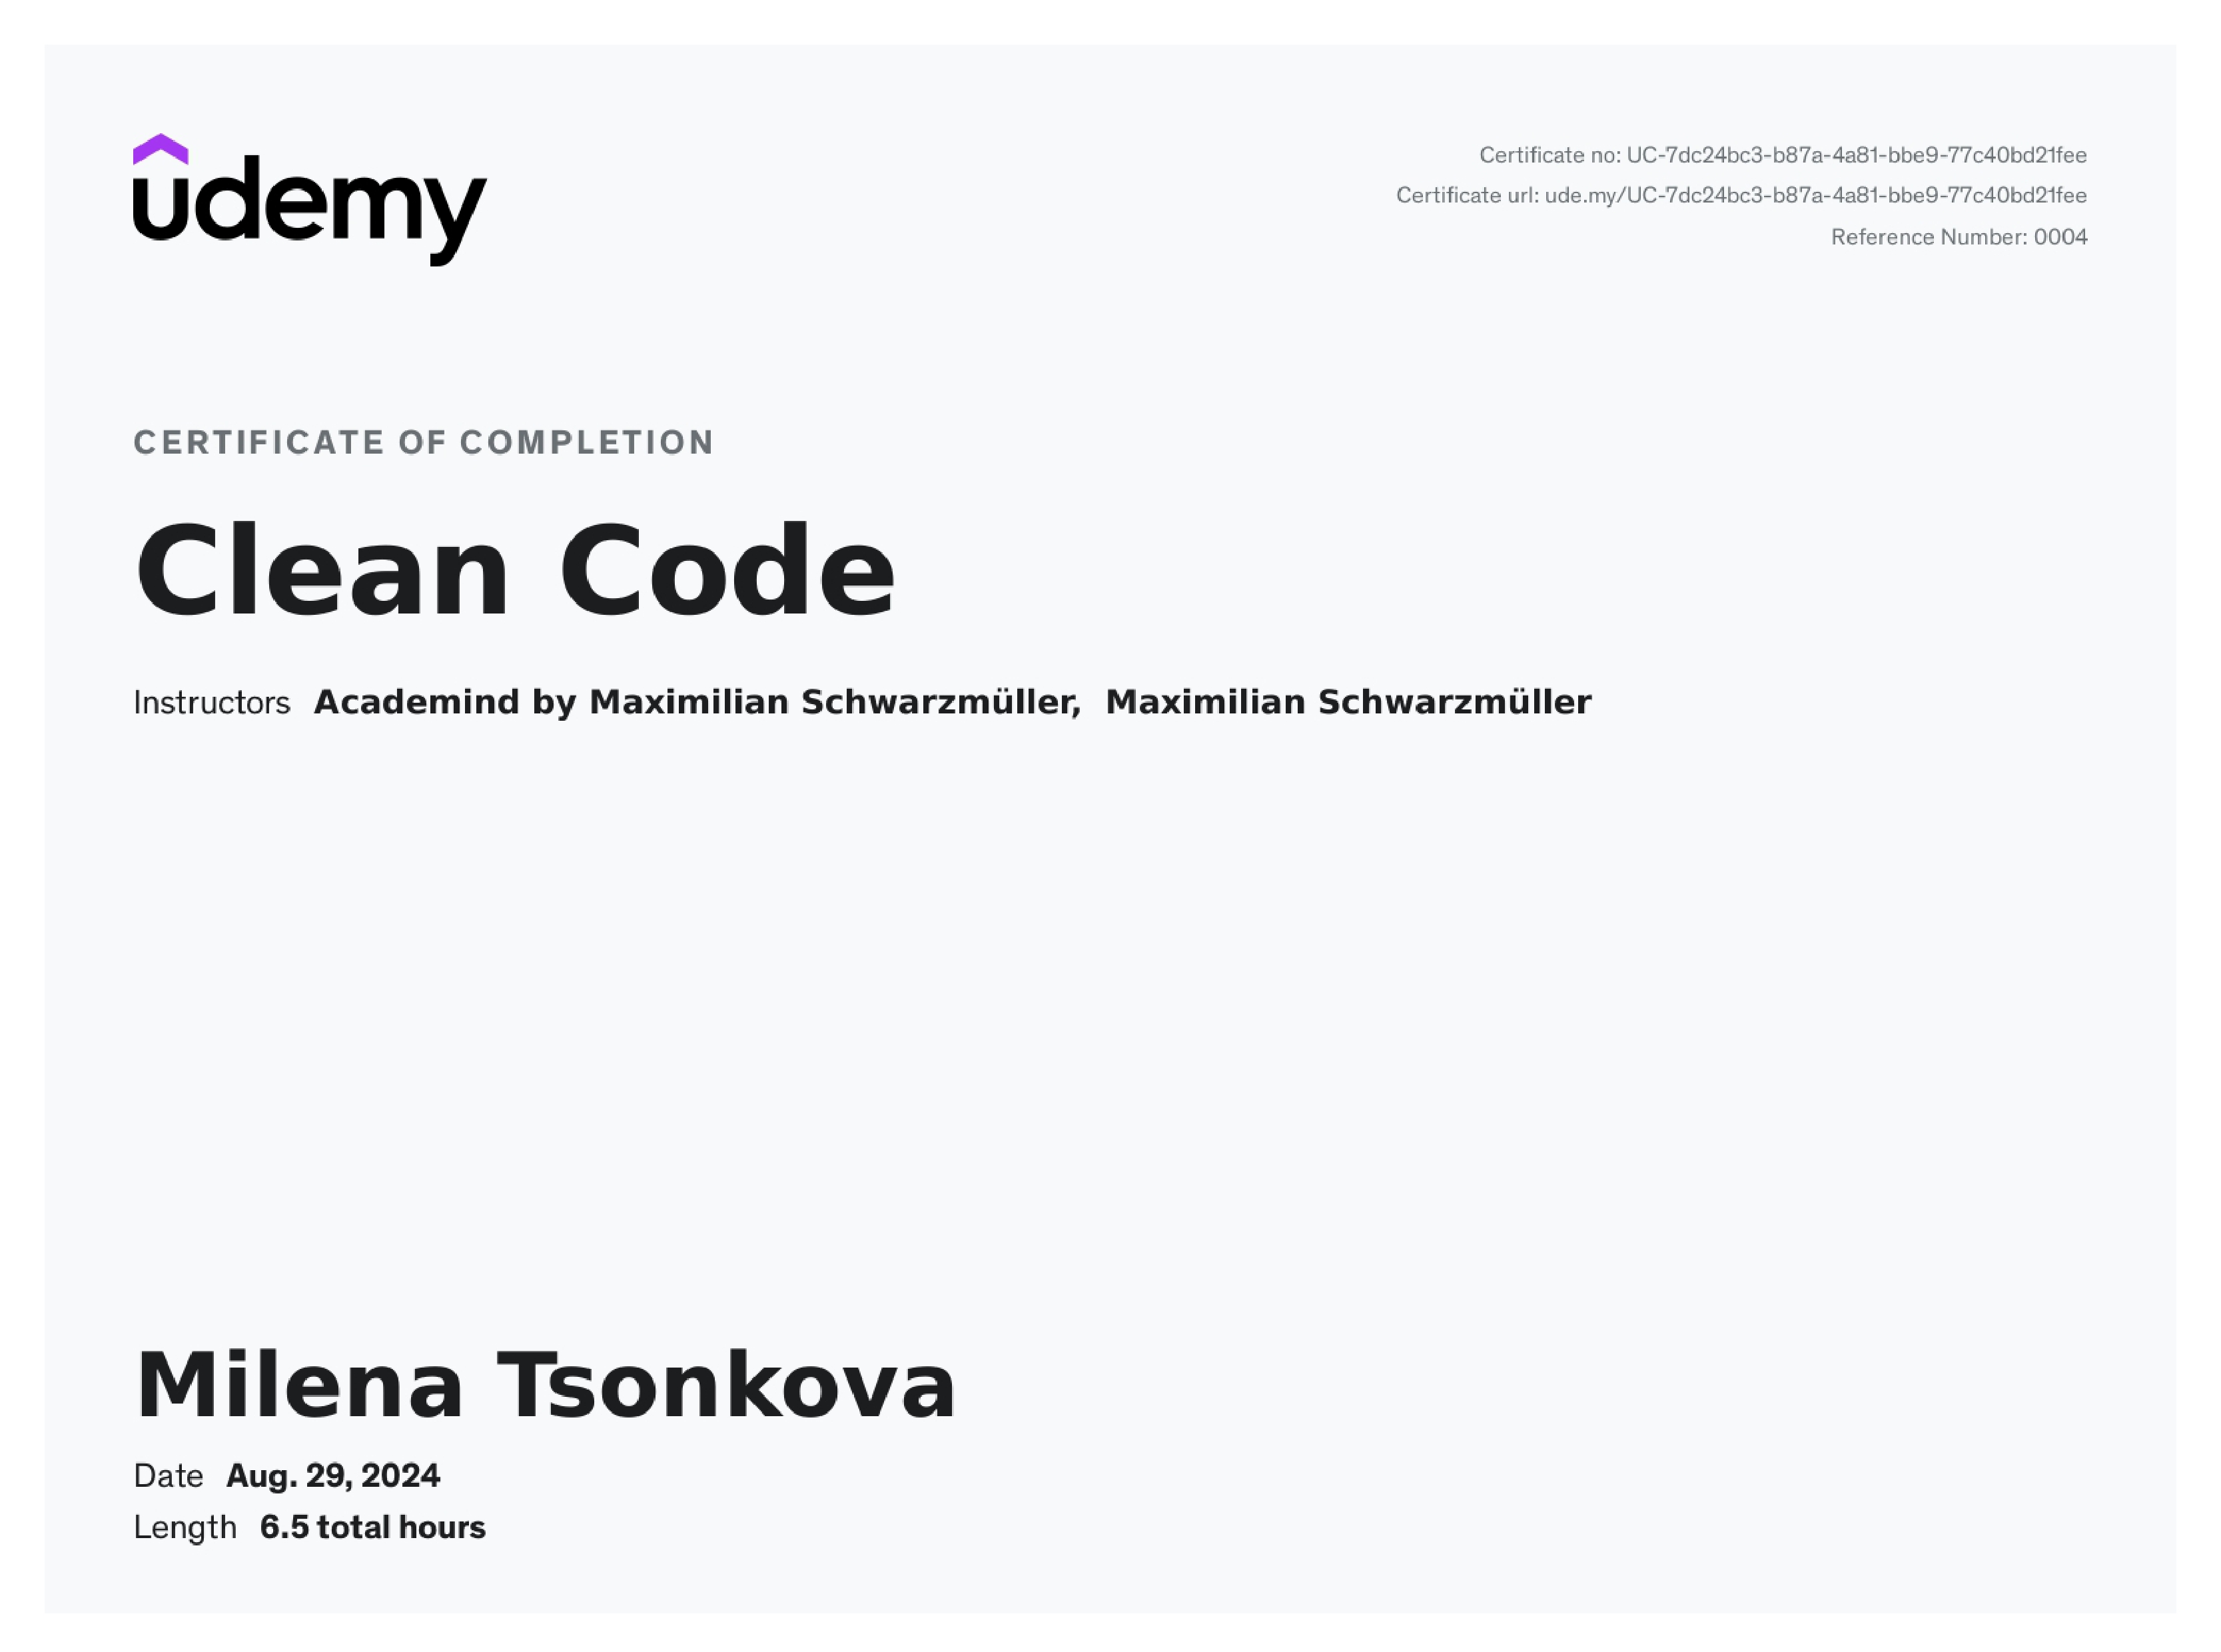 udemy
Certificate no: UC-7dc24bc3-b87a-4a81-bbe9-77c40bd21fee
Certificate url: ude.my/UC-7dc24bc3-b87a-4a81-bbe9-77c40bd21fee
Reference Number: 0004
CERTIFICATE OF COMPLETION
Clean Code
Instructors Academind by Maximilian Schwarzmüller, Maximilian Schwarzmüller
Milena Tsonkova
Date Aug. 29, 2024
Length 6.5 total hours